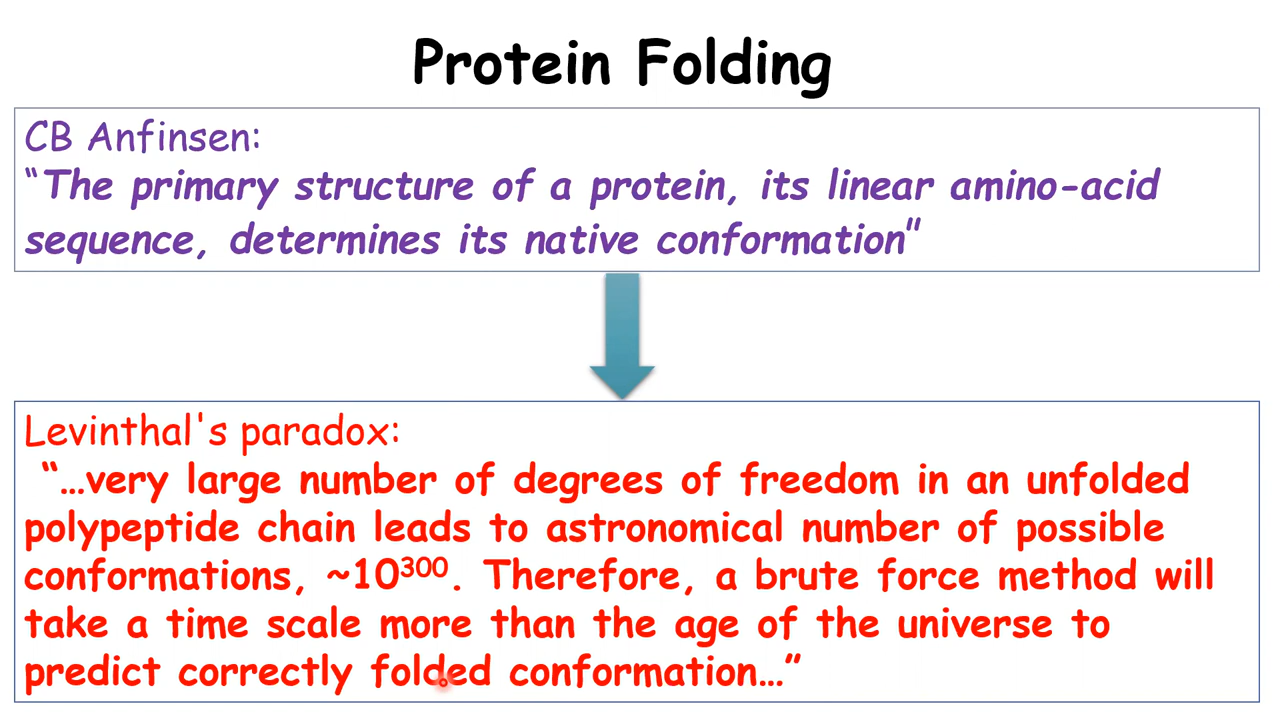 Protein Folding
CB Anfinsen:
“The primary structure of a protein, its linear amino-acid
sequence, determines its native conformation”
Levinthal's paradox:
“…very large number of degrees of freedom in an unfolded
polypeptide chain leads to astronomical number of possible
conformations, ~10³⁰⁰. Therefore, a brute force method will
take a time scale more than the age of the universe to
predict correctly folded conformation…”